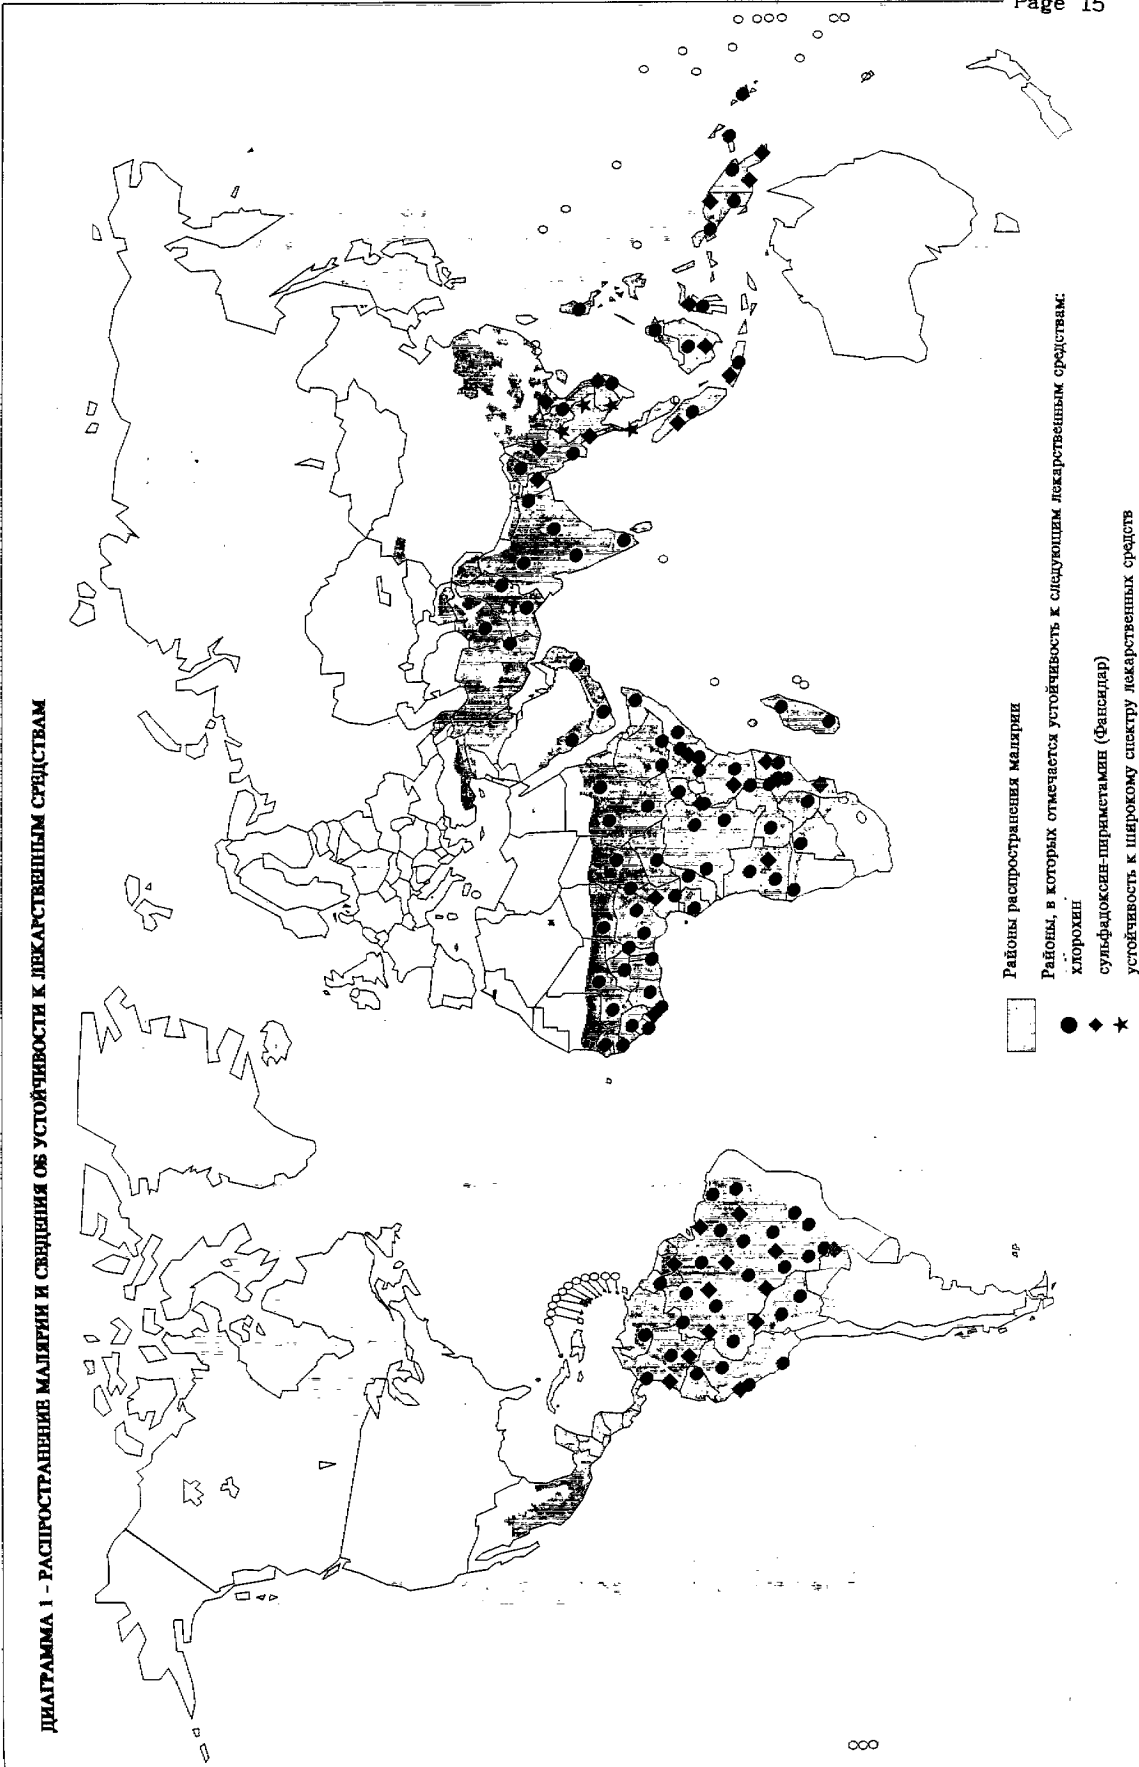 Page 15
ДИАГРАММА 1 - РАСПРОСТРАНЕНИЕ МАЛЯРИИ И СВЕДЕНИЯ ОБ УСТОЙЧИВОСТИ К ЛЕКАРСТВЕННЫМ СРЕДСТВАМ
Районы распространения малярии
Районы, в которых отмечается устойчивость к следующим лекарственным средствам:
хлорохин
сульфадоксин-пириметамин (Фансидар)
устойчивость к широкому спектру лекарственных средств